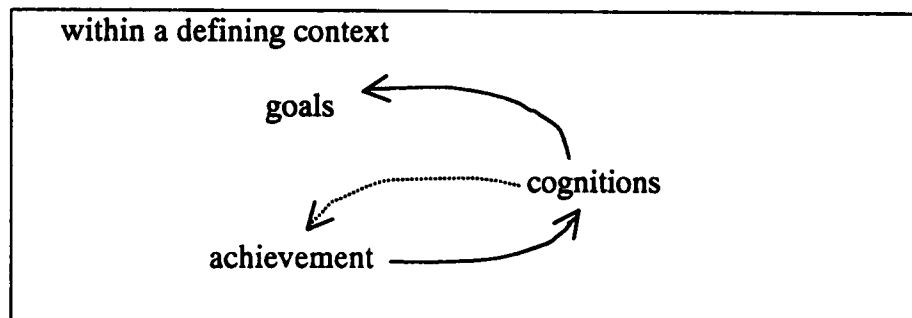 within a defining context
goals
cognitions
achievement